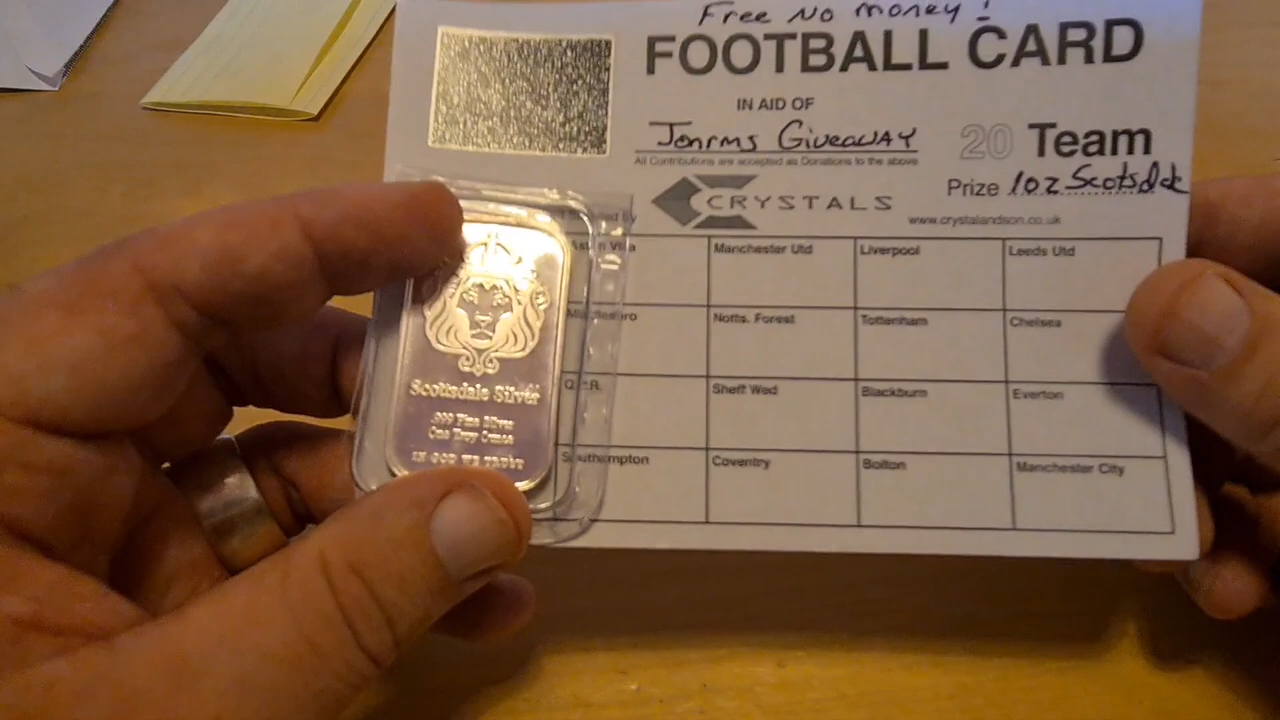 Free No money!
FOOTBALL CARD
IN AID OF
Jonrms Giveaway
All Contributions are accepted as Donations to the above
20 Team
Prize 1oz Scotsdale
CRYSTALS
www.crystalandson.co.uk
Aston Villa Manchester Utd Liverpool Leeds Utd
Notts. Forest Tottenham Chelsea
Q.P.R. Sheff Wed Blackburn Everton
Southampton Coventry Bolton Manchester City
Scottsdale Silver
.999 Fine Silver
One Troy Ounce
IN GOD WE TRUST